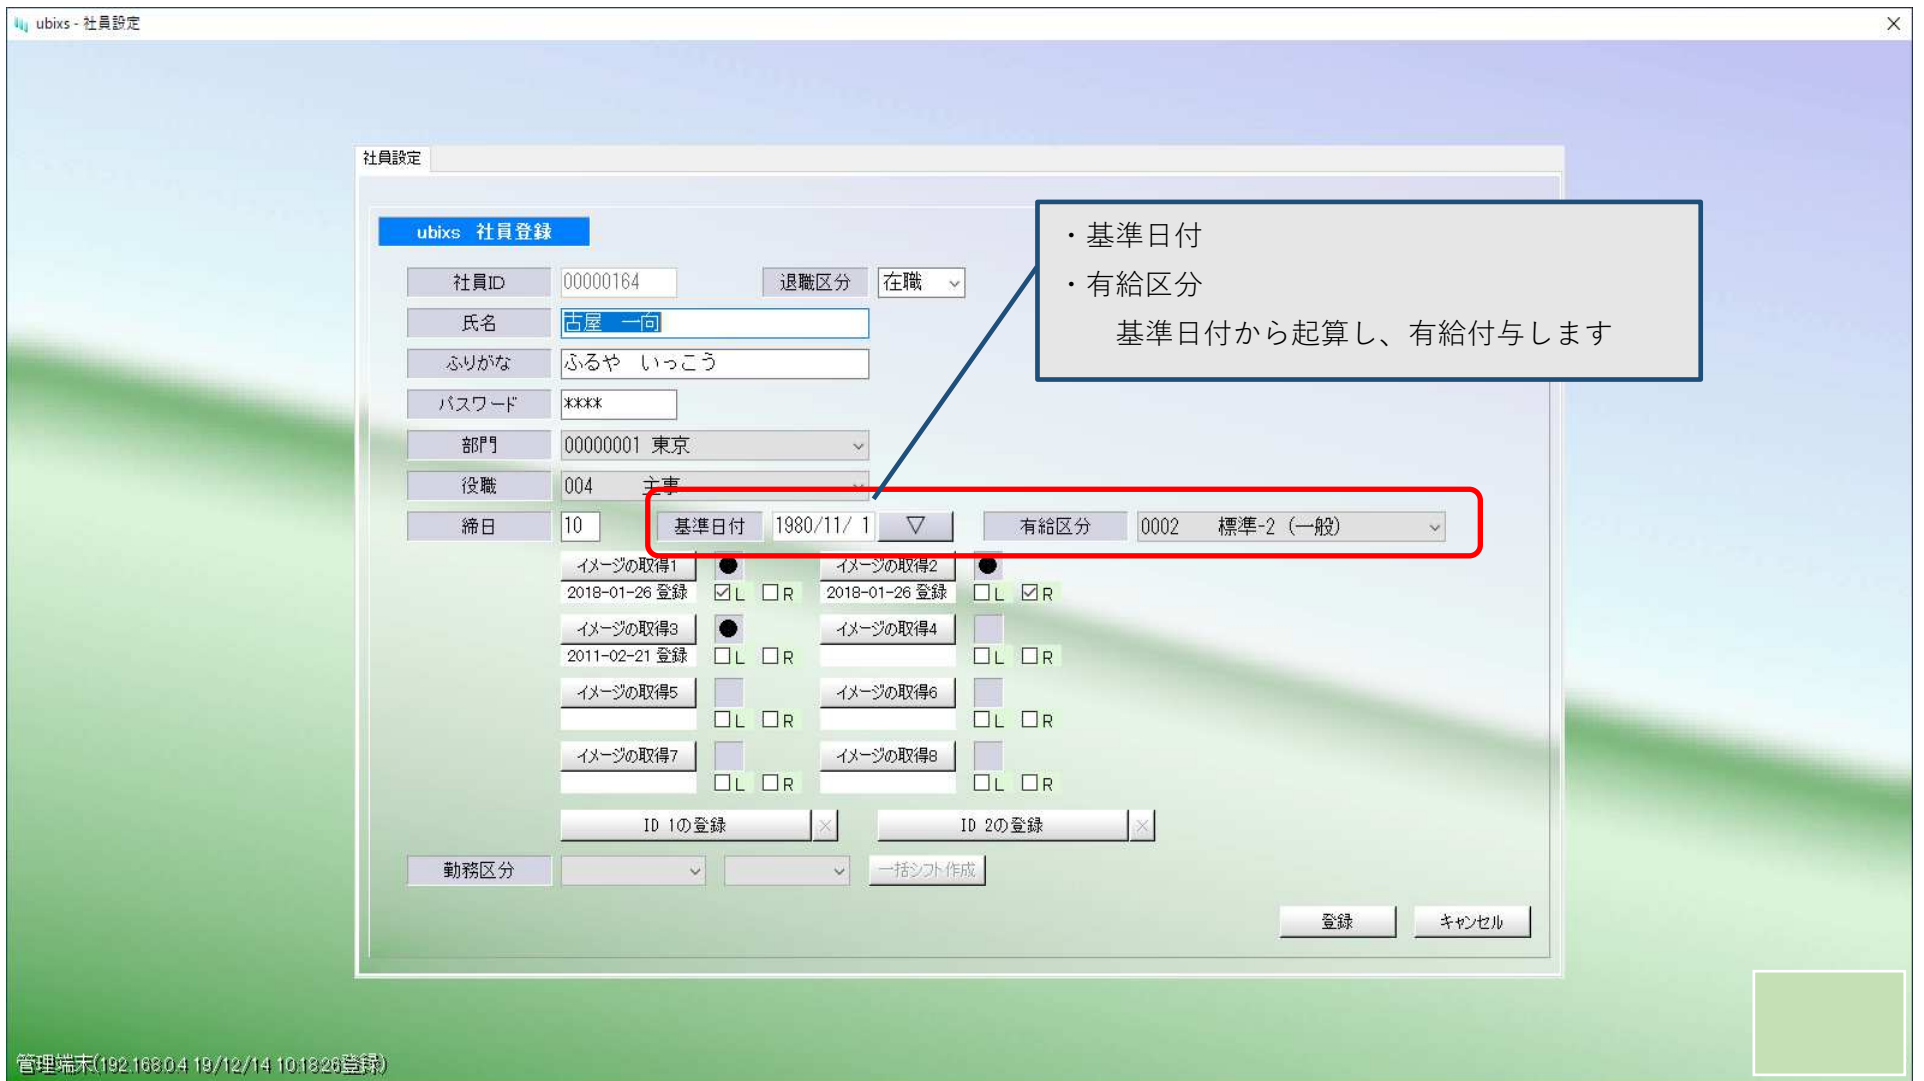 ubixs - 社員設定
社員設定
ubixs 社員登録
・基準日付
・有給区分
基準日付から起算し、有給付与します
社員ID 00000164 退職区分 在職
氏名 古屋 一向
ふりがな ふるや いっこう
パスワード ****
部門 00000001 東京
役職 004 主事
締日 10 基準日付 1980/11/ 1 ▽ 有給区分 0002 標準-2 (一般)
イメージの取得1 イメージの取得2
2018-01-26 登録 L R 2018-01-26 登録 L R
イメージの取得3 イメージの取得4
2011-02-21 登録 L R L R
イメージの取得5 イメージの取得6
L R L R
イメージの取得7 イメージの取得8
L R L R
ID 1の登録 × ID 2の登録 ×
勤務区分 一括シフト作成
登録 キャンセル
管理端末(192.168.0.4 19/12/14 10:18:26登録)